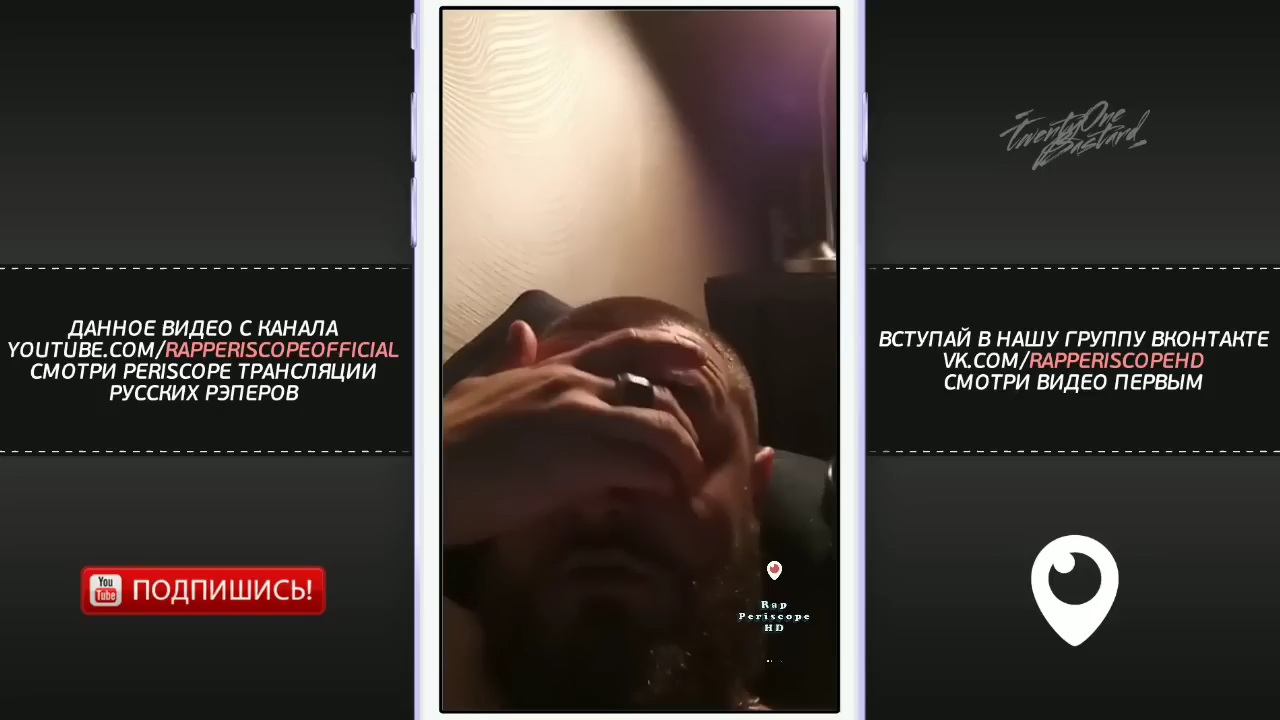 TwentyOne
Bastard
ДАННОЕ ВИДЕО С КАНАЛА
YOUTUBE.COM/RAPPERISCOPEOFFICIAL
СМОТРИ PERISCOPE ТРАНСЛЯЦИИ
РУССКИХ РЭПЕРОВ
ВСТУПАЙ В НАШУ ГРУППУ ВКОНТАКТЕ
VK.COM/RAPPERISCOPEHD
СМОТРИ ВИДЕО ПЕРВЫМ
You
Tube
ПОДПИШИСЬ!
Rap
Periscope
HD